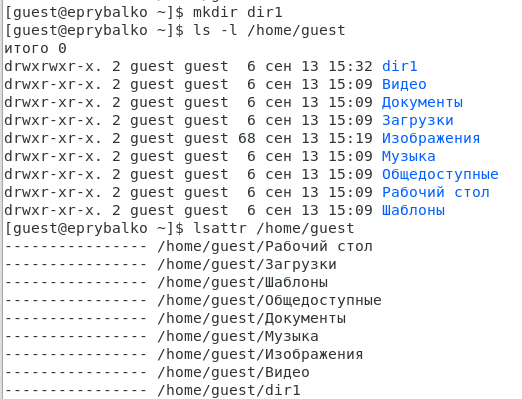 [guest@eprybalko ~]$ mkdir dir1
[guest@eprybalko ~]$ ls -l /home/guest
итого 0
drwxrwxr-x. 2 guest guest  6 сен 13 15:32 dir1
drwxr-xr-x. 2 guest guest  6 сен 13 15:09 Видео
drwxr-xr-x. 2 guest guest  6 сен 13 15:09 Документы
drwxr-xr-x. 2 guest guest  6 сен 13 15:09 Загрузки
drwxr-xr-x. 2 guest guest 68 сен 13 15:19 Изображения
drwxr-xr-x. 2 guest guest  6 сен 13 15:09 Музыка
drwxr-xr-x. 2 guest guest  6 сен 13 15:09 Общедоступные
drwxr-xr-x. 2 guest guest  6 сен 13 15:09 Рабочий стол
drwxr-xr-x. 2 guest guest  6 сен 13 15:09 Шаблоны
[guest@eprybalko ~]$ lsattr /home/guest
---------------- /home/guest/Рабочий стол
---------------- /home/guest/Загрузки
---------------- /home/guest/Шаблоны
---------------- /home/guest/Общедоступные
---------------- /home/guest/Документы
---------------- /home/guest/Музыка
---------------- /home/guest/Изображения
---------------- /home/guest/Видео
---------------- /home/guest/dir1